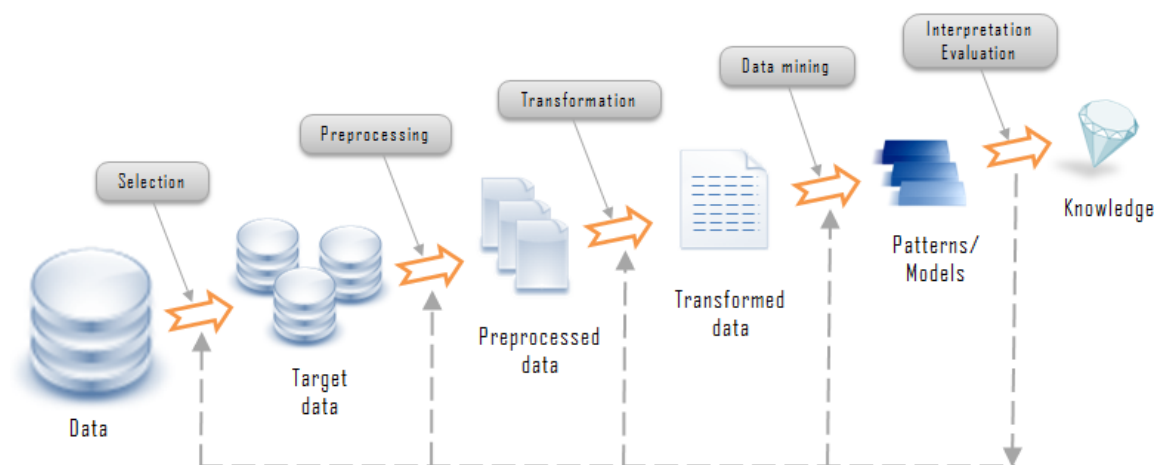 Interpretation
Evaluation
Data mining
Transformation
Preprocessing
Selection
Knowledge
Patterns/
Models
Transformed
data
Preprocessed
data
Target
data
Data